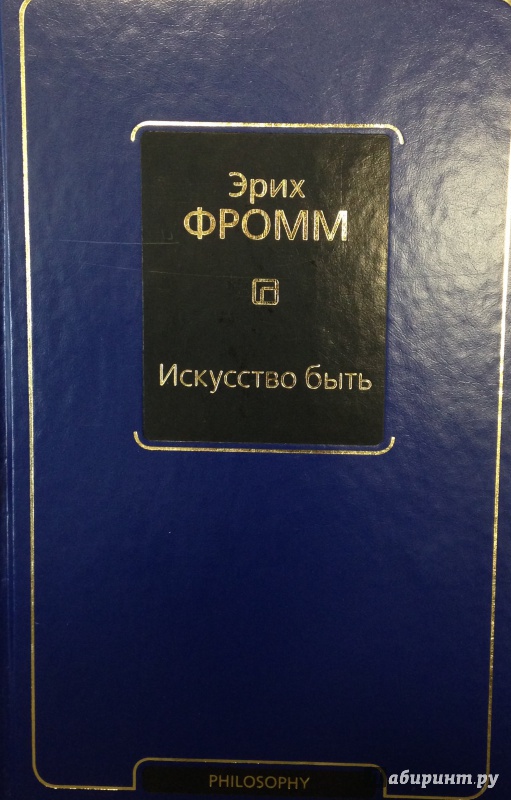 Эрих
ФРОММ
Искусство быть
PHILOSOPHY
абиринт.ру